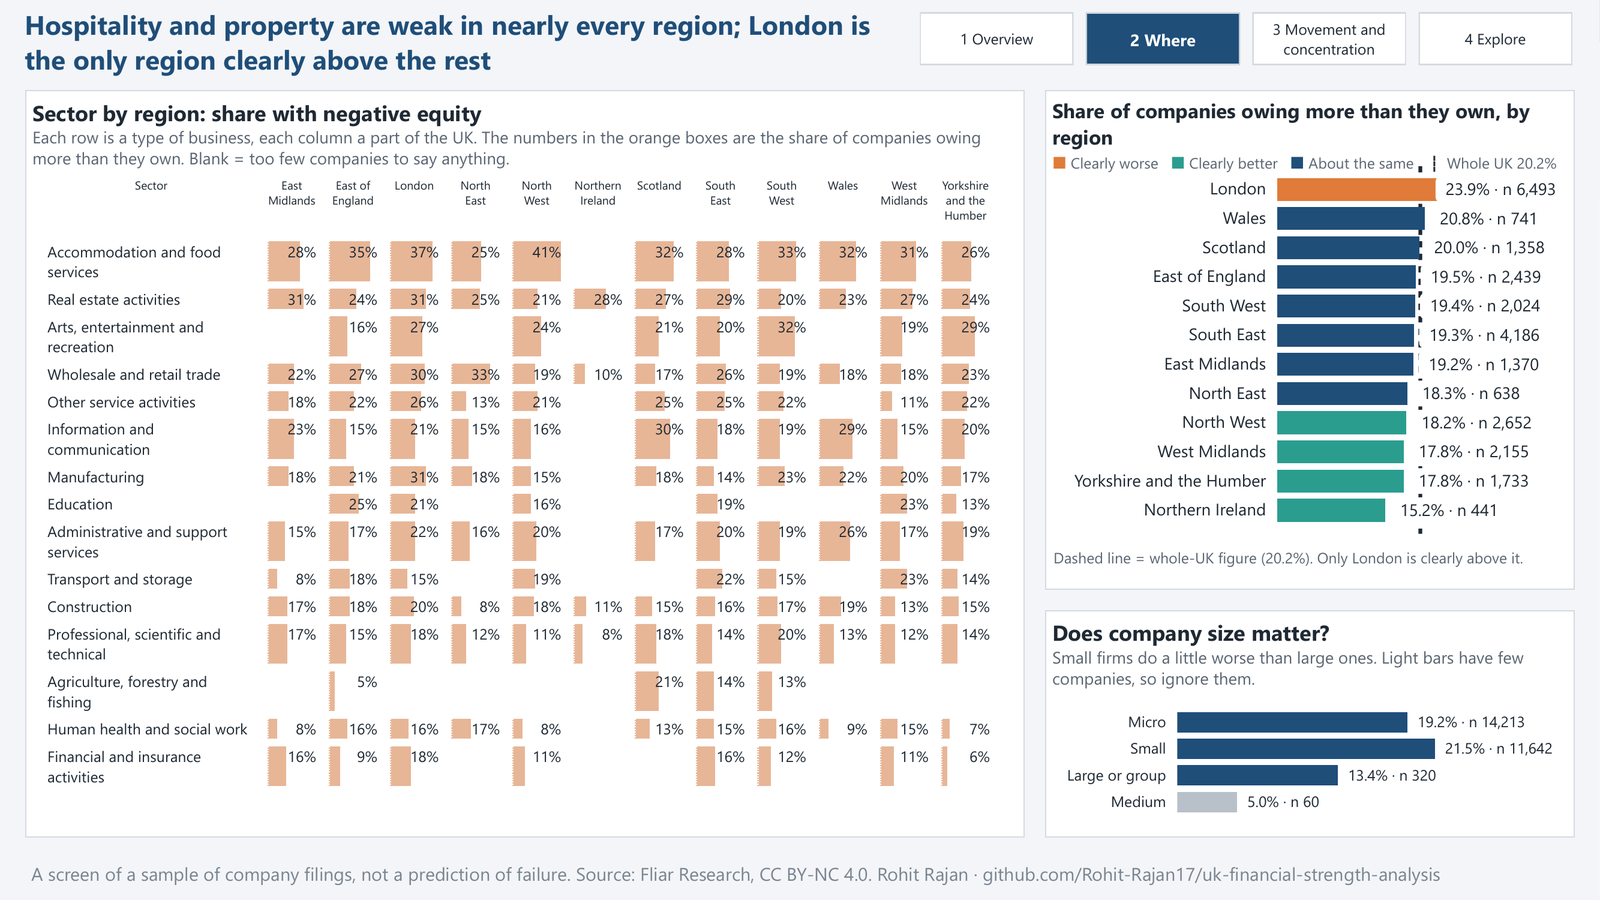 Hospitality and property are weak in nearly every region; London is
the only region clearly above the rest
1 Overview
2 Where
3 Movement and
concentration
4 Explore
Sector by region: share with negative equity
Each row is a type of business, each column a part of the UK. The numbers in the orange boxes are the share of companies owing
more than they own. Blank = too few companies to say anything.
Sector East Midlands East of England London North East North West Northern Ireland Scotland South East South West Wales West Midlands Yorkshire and the Humber
Accommodation and food services 28% 35% 37% 25% 41% 32% 28% 33% 32% 31% 26%
Real estate activities 31% 24% 31% 25% 21% 28% 27% 29% 20% 23% 27% 24%
Arts, entertainment and recreation 16% 27% 24% 21% 20% 32% 19% 29%
Wholesale and retail trade 22% 27% 30% 33% 19% 10% 17% 26% 19% 18% 18% 23%
Other service activities 18% 22% 26% 13% 21% 25% 25% 22% 11% 22%
Information and communication 23% 15% 21% 15% 16% 30% 18% 19% 29% 15% 20%
Manufacturing 18% 21% 31% 18% 15% 18% 14% 23% 22% 20% 17%
Education 25% 21% 16% 19% 23% 13%
Administrative and support services 15% 17% 22% 16% 20% 17% 20% 19% 26% 17% 19%
Transport and storage 8% 18% 15% 19% 22% 15% 23% 14%
Construction 17% 18% 20% 8% 18% 11% 15% 16% 17% 19% 13% 15%
Professional, scientific and technical 17% 15% 18% 12% 11% 8% 18% 14% 20% 13% 12% 14%
Agriculture, forestry and fishing 5% 21% 14% 13%
Human health and social work 8% 16% 16% 17% 8% 13% 15% 16% 9% 15% 7%
Financial and insurance activities 16% 9% 18% 11% 16% 12% 11% 6%
Share of companies owing more than they own, by
region
Clearly worse Clearly better About the same Whole UK 20.2%
London 23.9% · n 6,493
Wales 20.8% · n 741
Scotland 20.0% · n 1,358
East of England 19.5% · n 2,439
South West 19.4% · n 2,024
South East 19.3% · n 4,186
East Midlands 19.2% · n 1,370
North East 18.3% · n 638
North West 18.2% · n 2,652
West Midlands 17.8% · n 2,155
Yorkshire and the Humber 17.8% · n 1,733
Northern Ireland 15.2% · n 441
Dashed line = whole-UK figure (20.2%). Only London is clearly above it.
Does company size matter?
Small firms do a little worse than large ones. Light bars have few
companies, so ignore them.
Micro 19.2% · n 14,213
Small 21.5% · n 11,642
Large or group 13.4% · n 320
Medium 5.0% · n 60
A screen of a sample of company filings, not a prediction of failure. Source: Fliar Research, CC BY-NC 4.0. Rohit Rajan · github.com/Rohit-Rajan17/uk-financial-strength-analysis